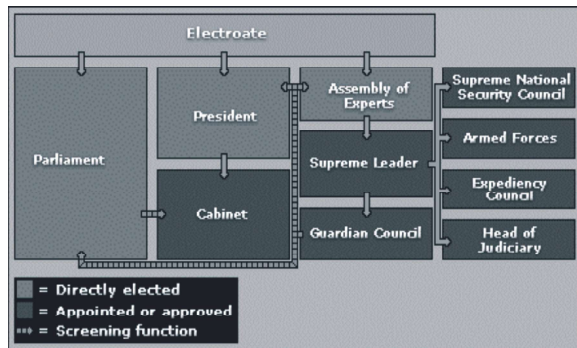 Electroate
Parliament
President
Cabinet
Assembly of
Experts
Supreme Leader
Guardian Council
Supreme National
Security Council
Armed Forces
Expediency
Council
Head of
Judiciary
= Directly elected
= Appointed or approved
= Screening function